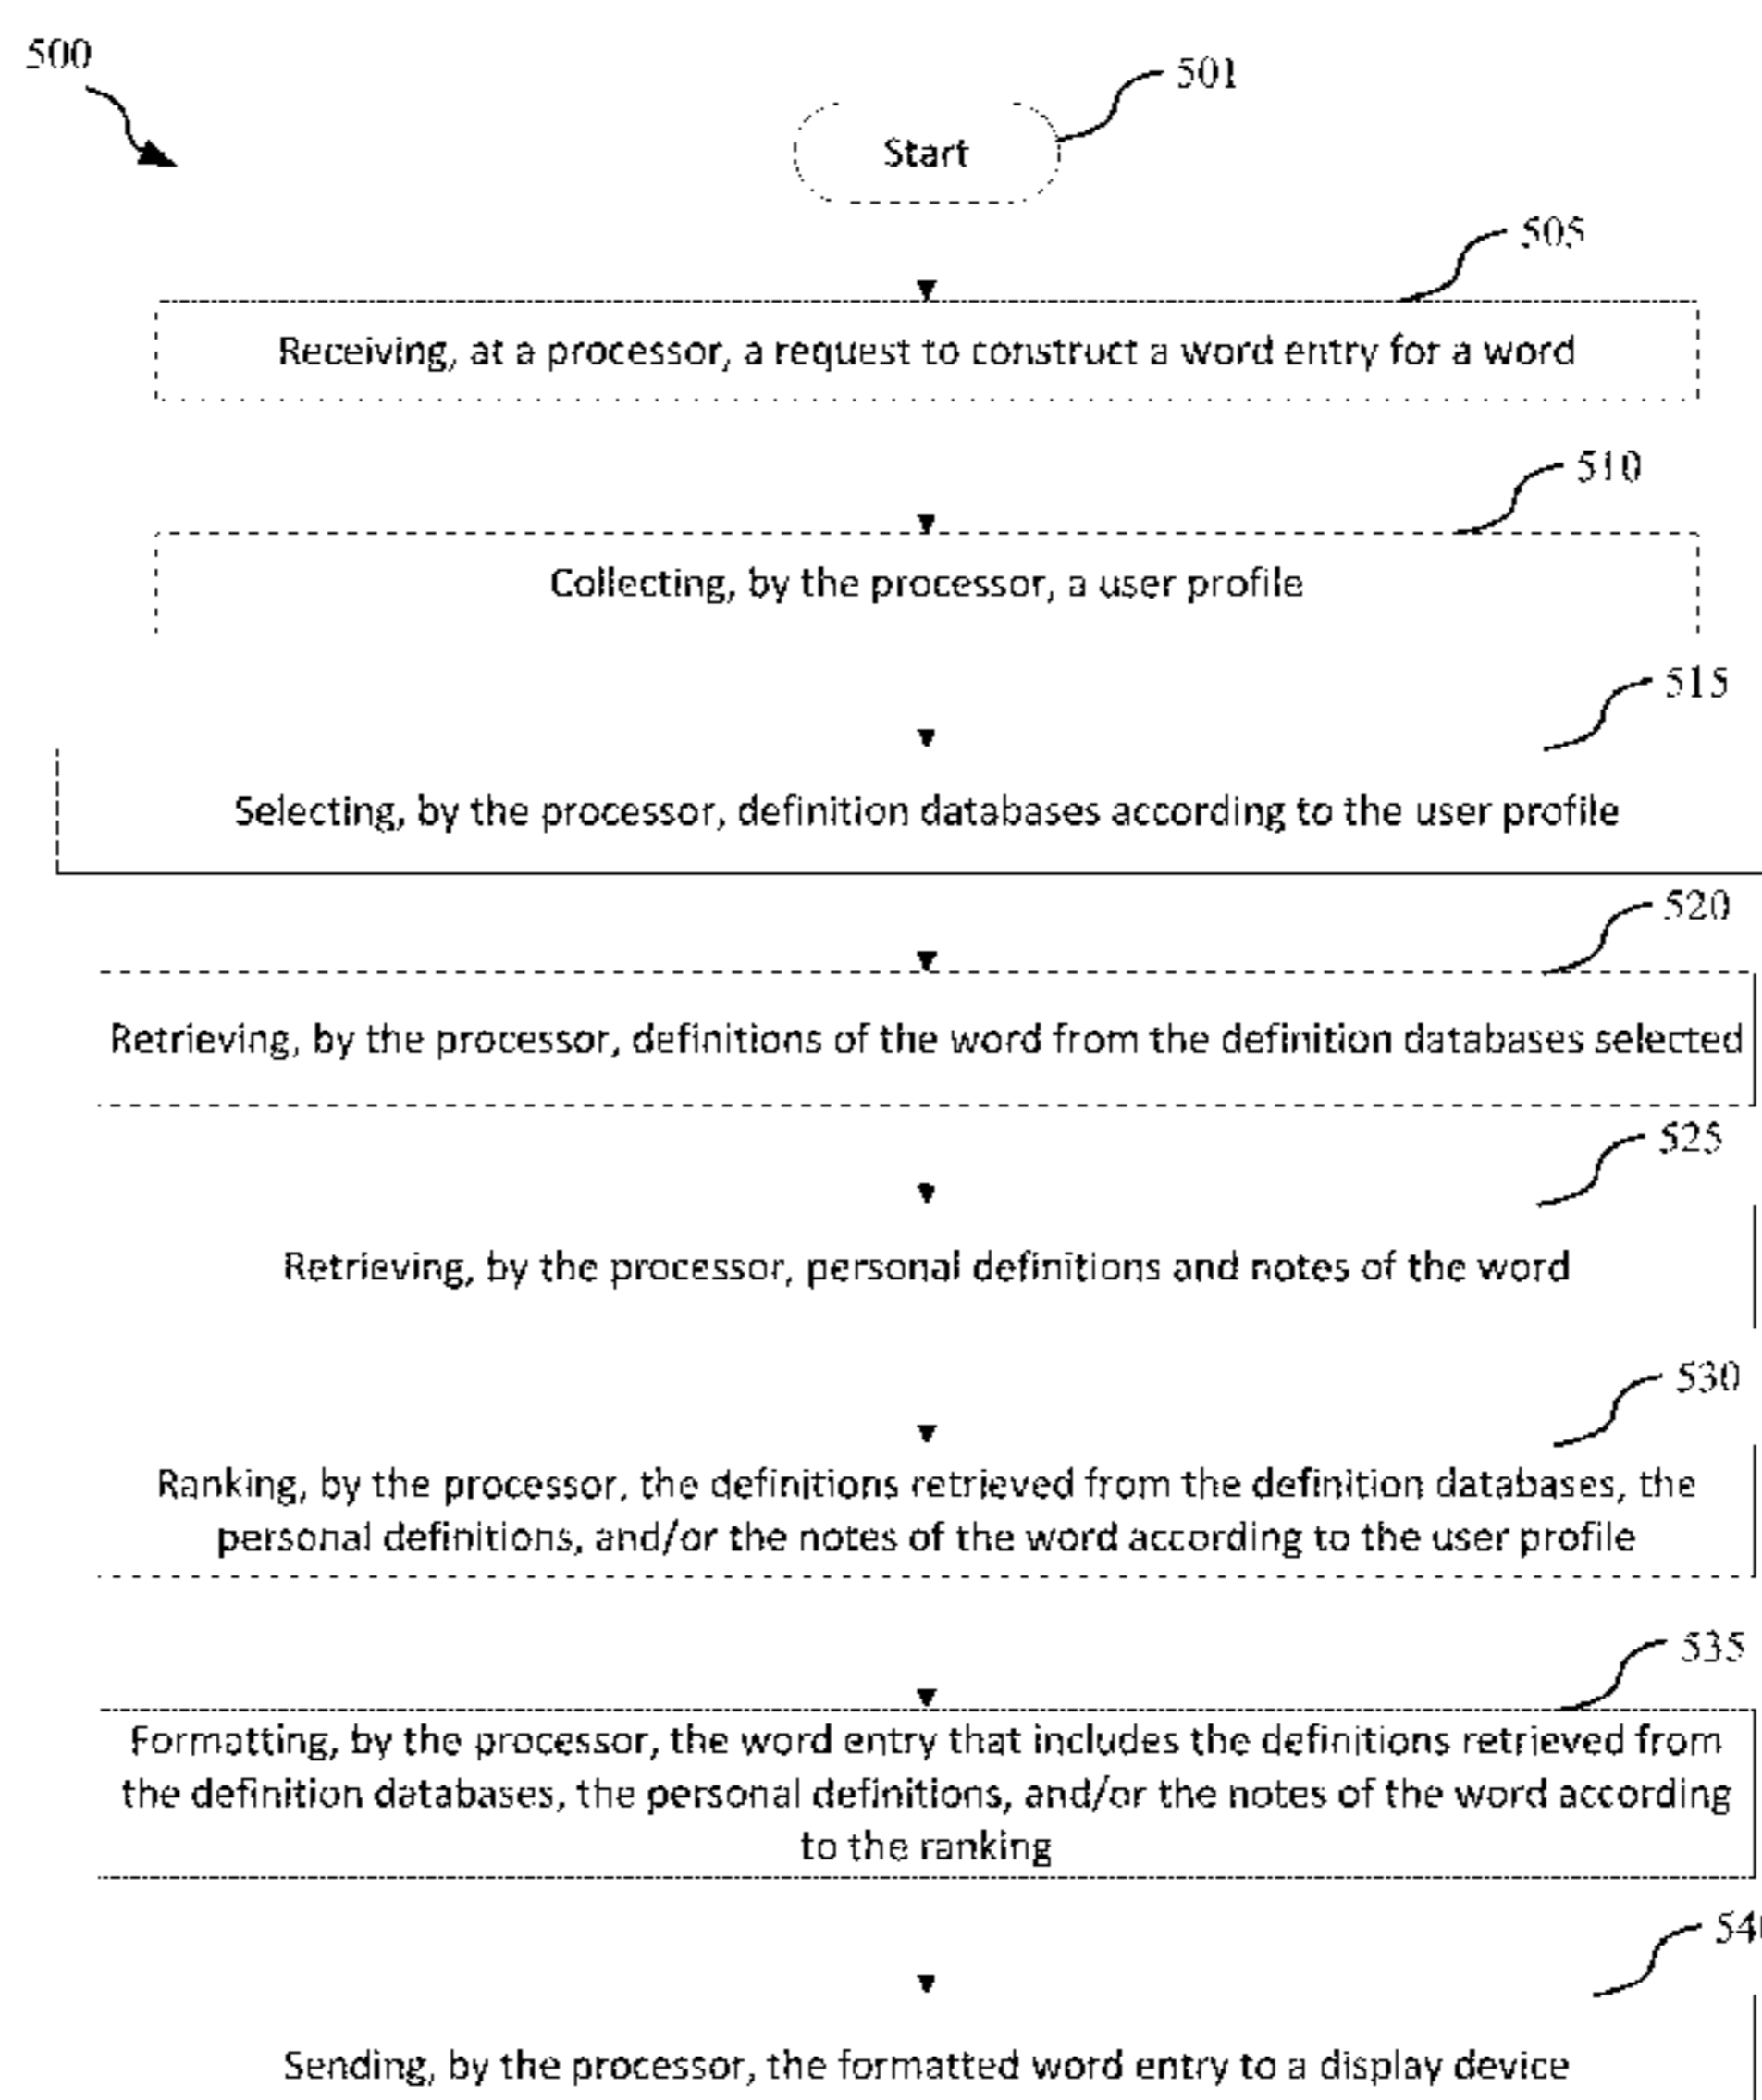 500
501
Start
505
Receiving, at a processor, a request to construct a word entry for a word
510
Collecting, by the processor, a user profile
515
Selecting, by the processor, definition databases according to the user profile
520
Retrieving, by the processor, definitions of the word from the definition databases selected
525
Retrieving, by the processor, personal definitions and notes of the word
530
Ranking, by the processor, the definitions retrieved from the definition databases, the
personal definitions, and/or the notes of the word according to the user profile
535
Formatting, by the processor, the word entry that includes the definitions retrieved from
the definition databases, the personal definitions, and/or the notes of the word according
to the ranking
540
Sending, by the processor, the formatted word entry to a display device